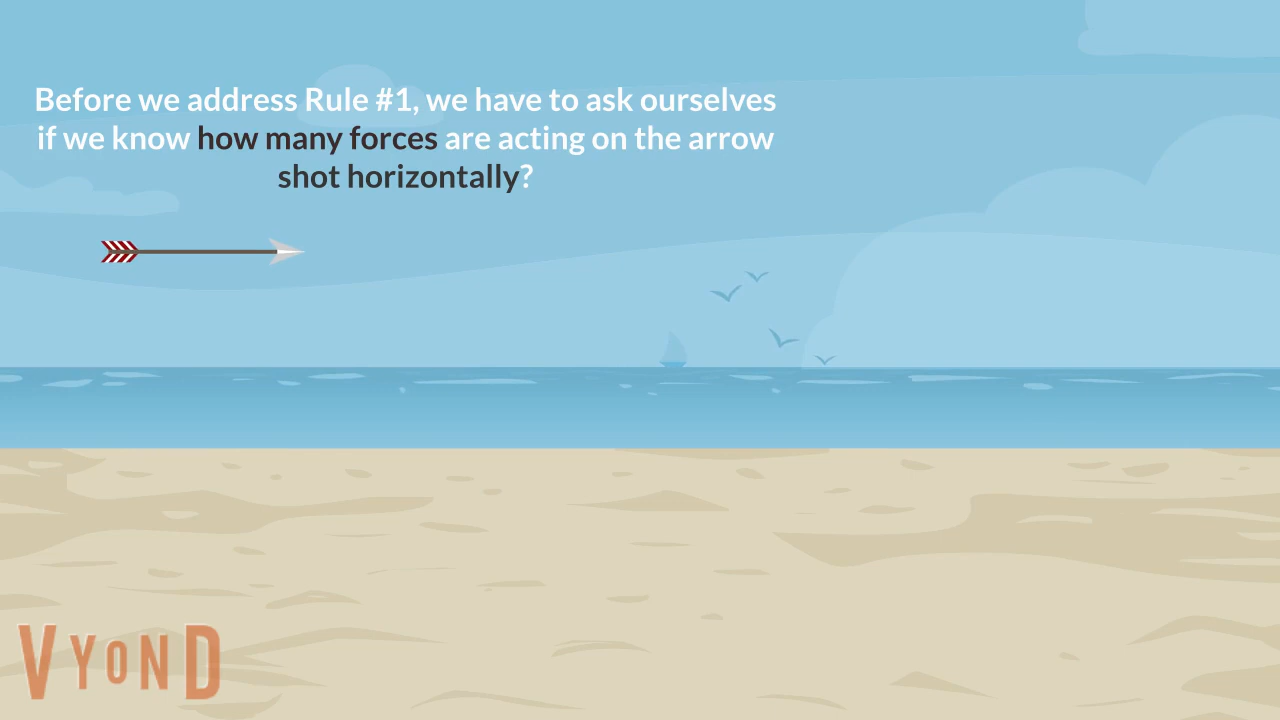 Before we address Rule #1, we have to ask ourselves
if we know how many forces are acting on the arrow
shot horizontally?
VYOND